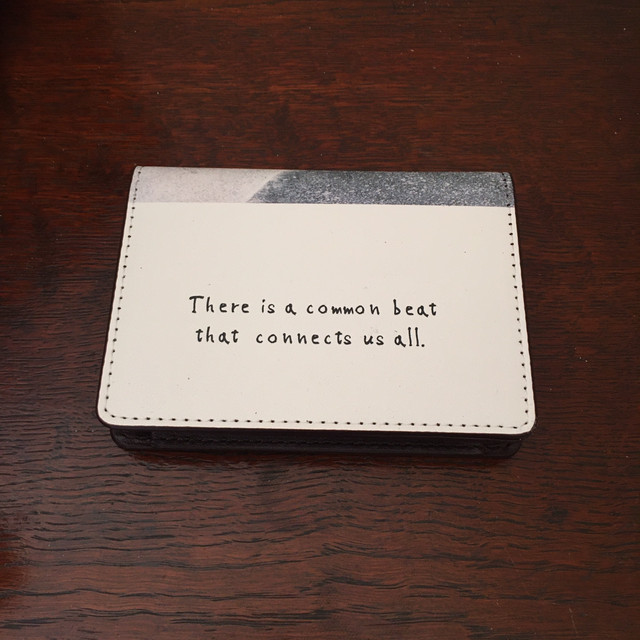 There is a common beat
that connects us all.